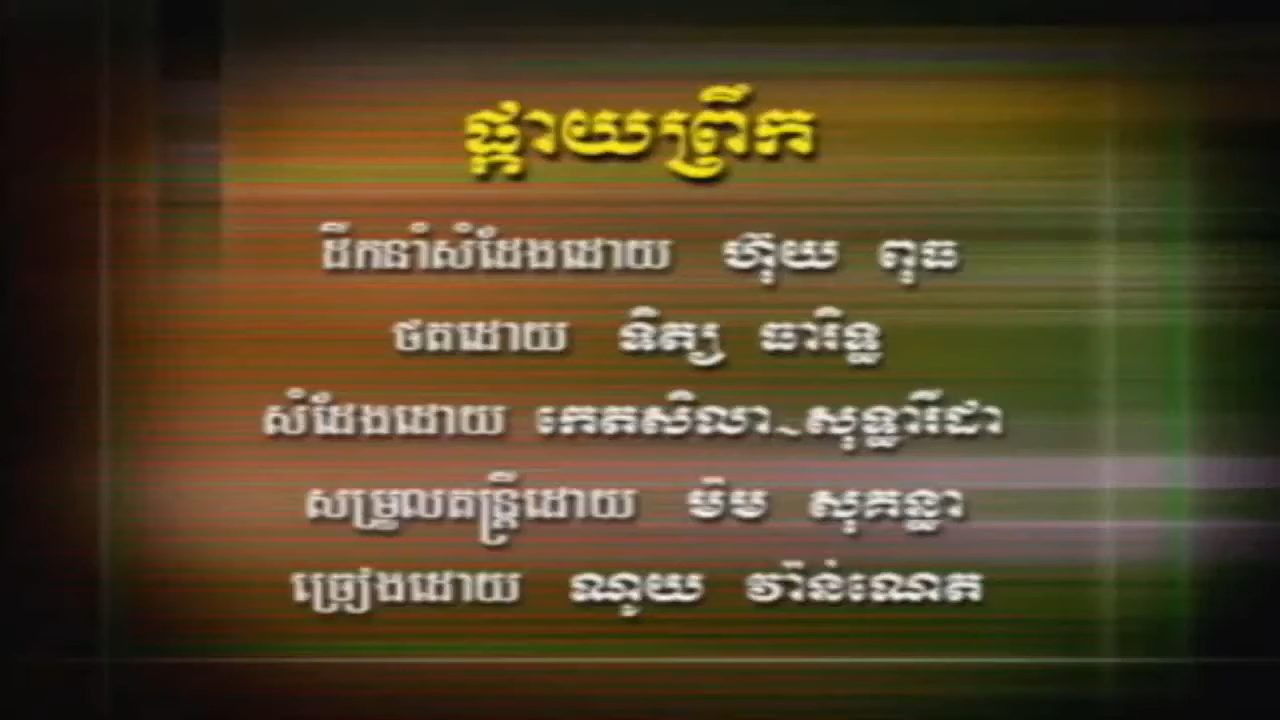 ផ្កាយព្រឹក
ដឹកនាំសំដែងដោយ ហ៊ុយ ពុធ
ថតដោយ ទិត្យ ធារិទ្ធ
សំដែងដោយ កេតសិលា~សុទ្ធារីដា
សម្រួលតន្ត្រីដោយ ម៉ម សុគន្ធា
ច្រៀងដោយ ណូយ វ៉ាន់ណេត